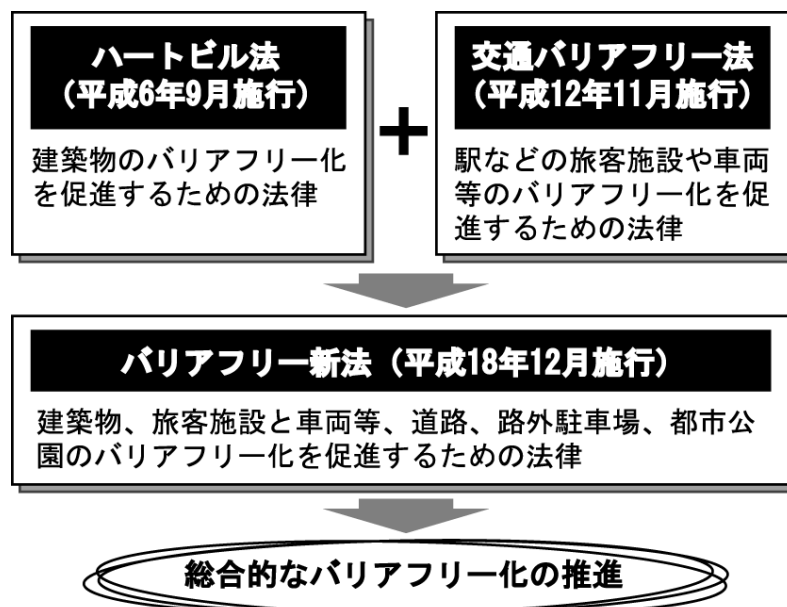 ハートビル法
（平成6年9月施行）
建築物のバリアフリー化
を促進するための法律
＋
交通バリアフリー法
（平成12年11月施行）
駅などの旅客施設や車両
等のバリアフリー化を促
進するための法律
バリアフリー新法（平成18年12月施行）
建築物、旅客施設と車両等、道路、路外駐車場、都市公
園のバリアフリー化を促進するための法律
総合的なバリアフリー化の推進